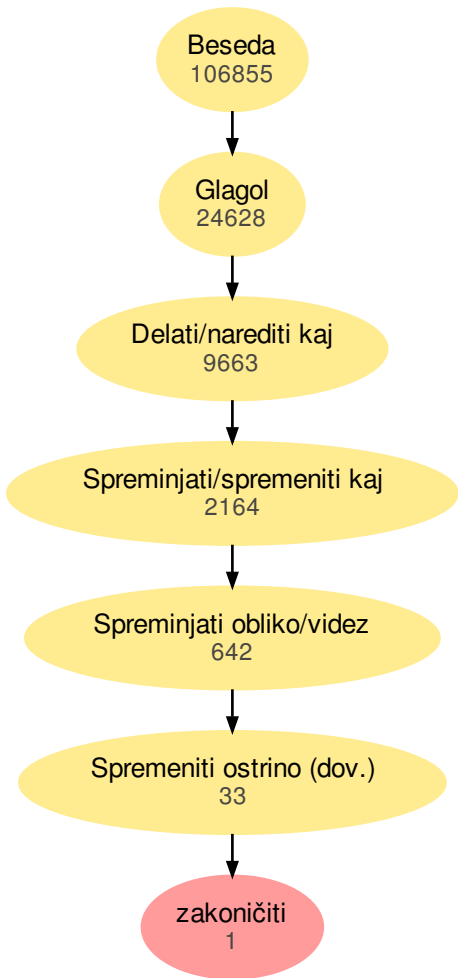 Beseda
106855
Glagol
24628
Delati/narediti kaj
9663
Spreminjati/spremeniti kaj
2164
Spreminjati obliko/videz
642
Spremeniti ostrino (dov.)
33
zakoničiti
1